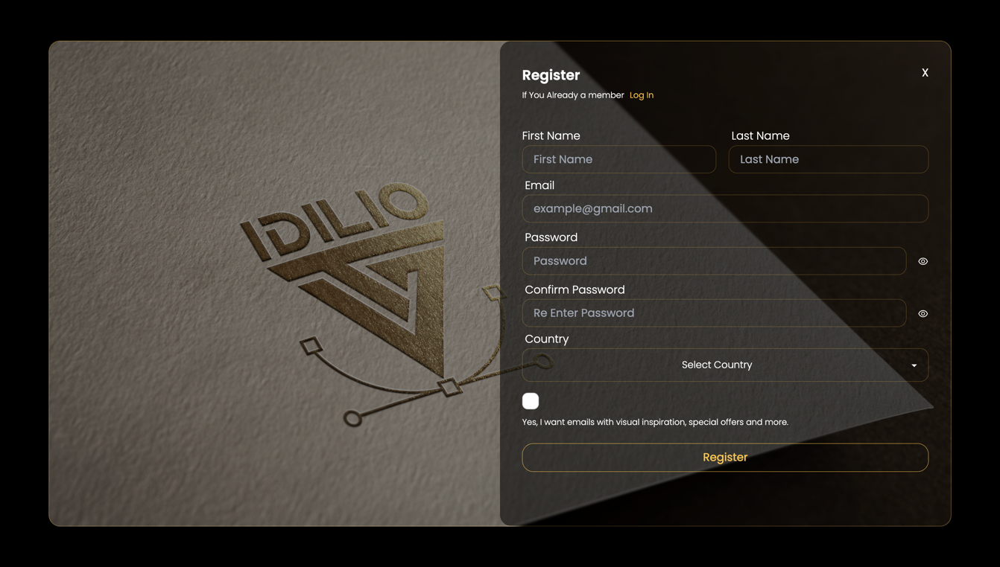 IDILIO
Register
X
If You Already a member Log In
First Name
Last Name
First Name
Last Name
Email
example@gmail.com
Password
Password
Confirm Password
Re Enter Password
Country
Select Country
Yes, I want emails with visual inspiration, special offers and more.
Register